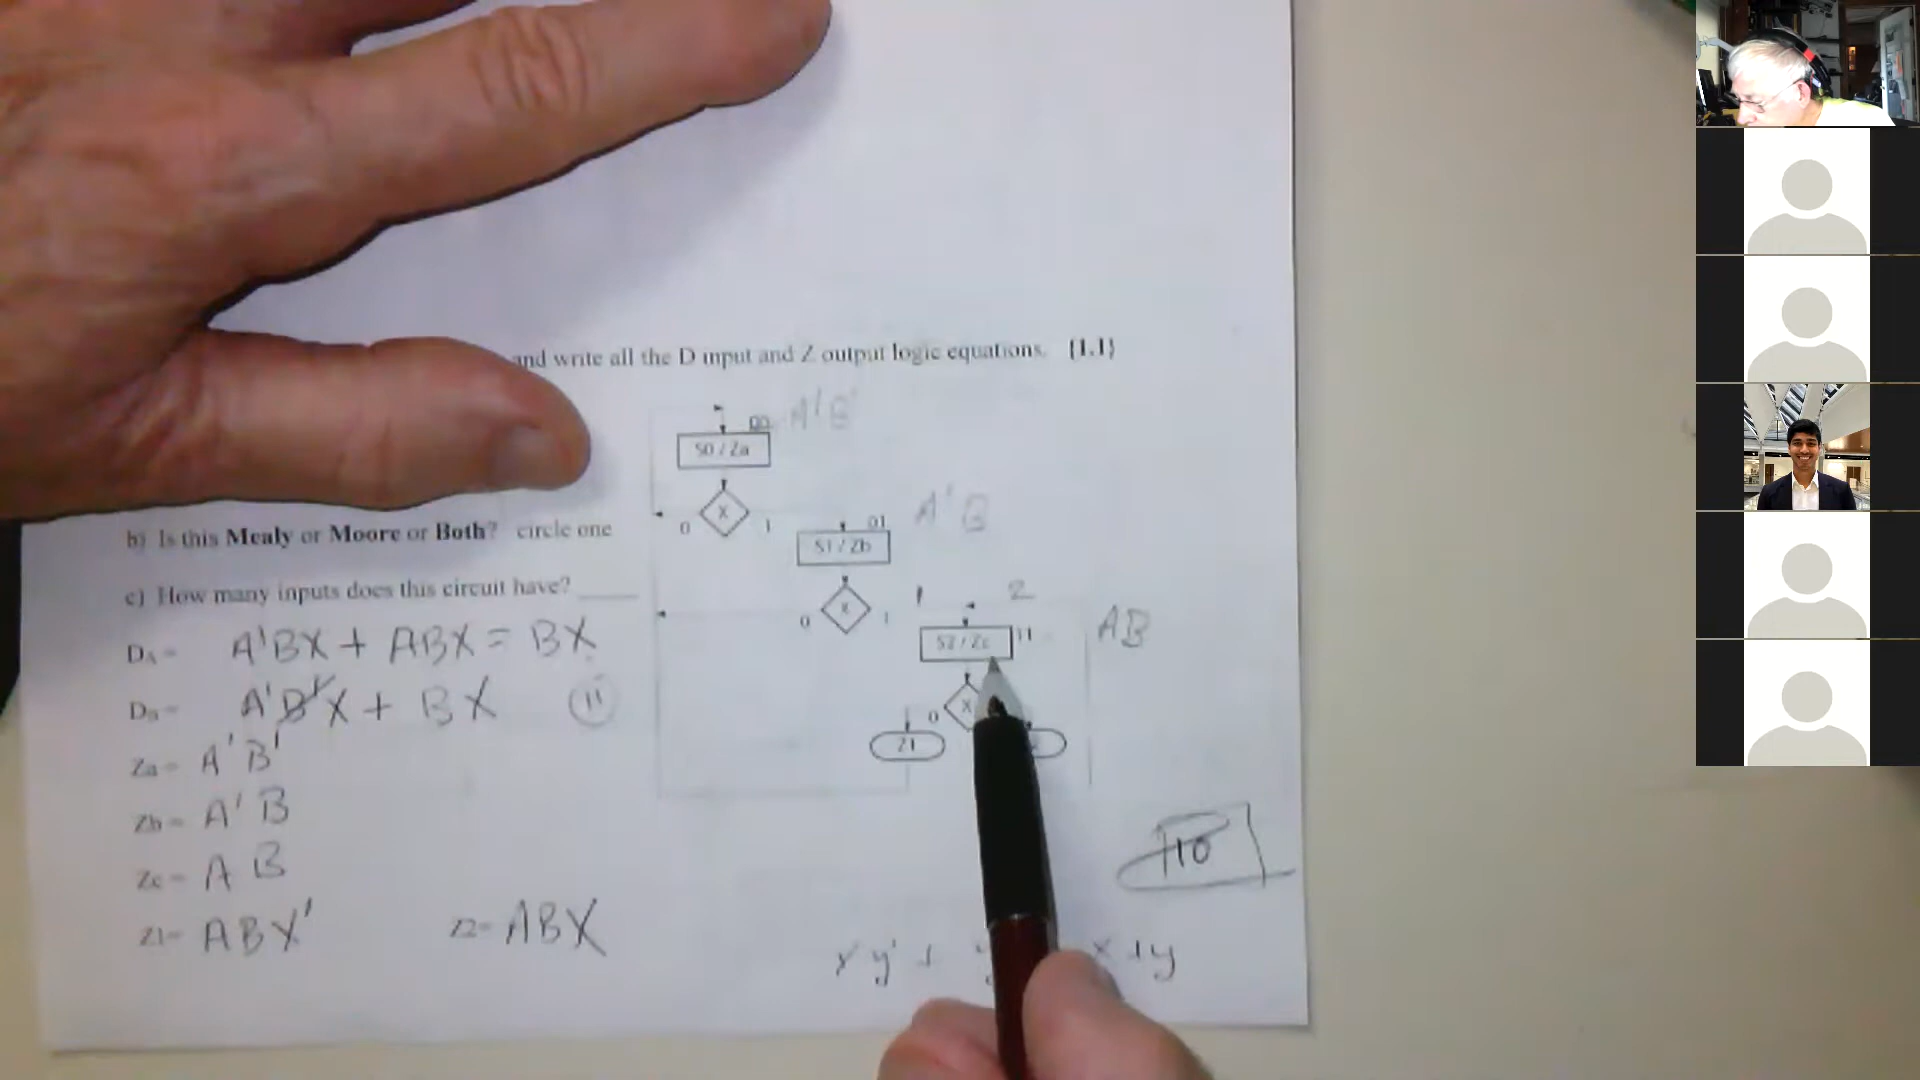 and write all the D input and Z output logic equations. {1.1}
00 A'B'
S0 / Za
X
0 1
01 A'B
S1 / Zb
b) Is this Mealy or Moore or Both? circle one
c) How many inputs does this circuit have? ____
X
0 1
1 2
S2 / Zc 11 AB
X
0
Z1
DA = A'BX + ABX = BX
DB = A'B'X + BX 11
Za = A'B'
Zb = A'B
Zc = AB
Z1 = ABX' Z2 = ABX
110
x y' + x + y